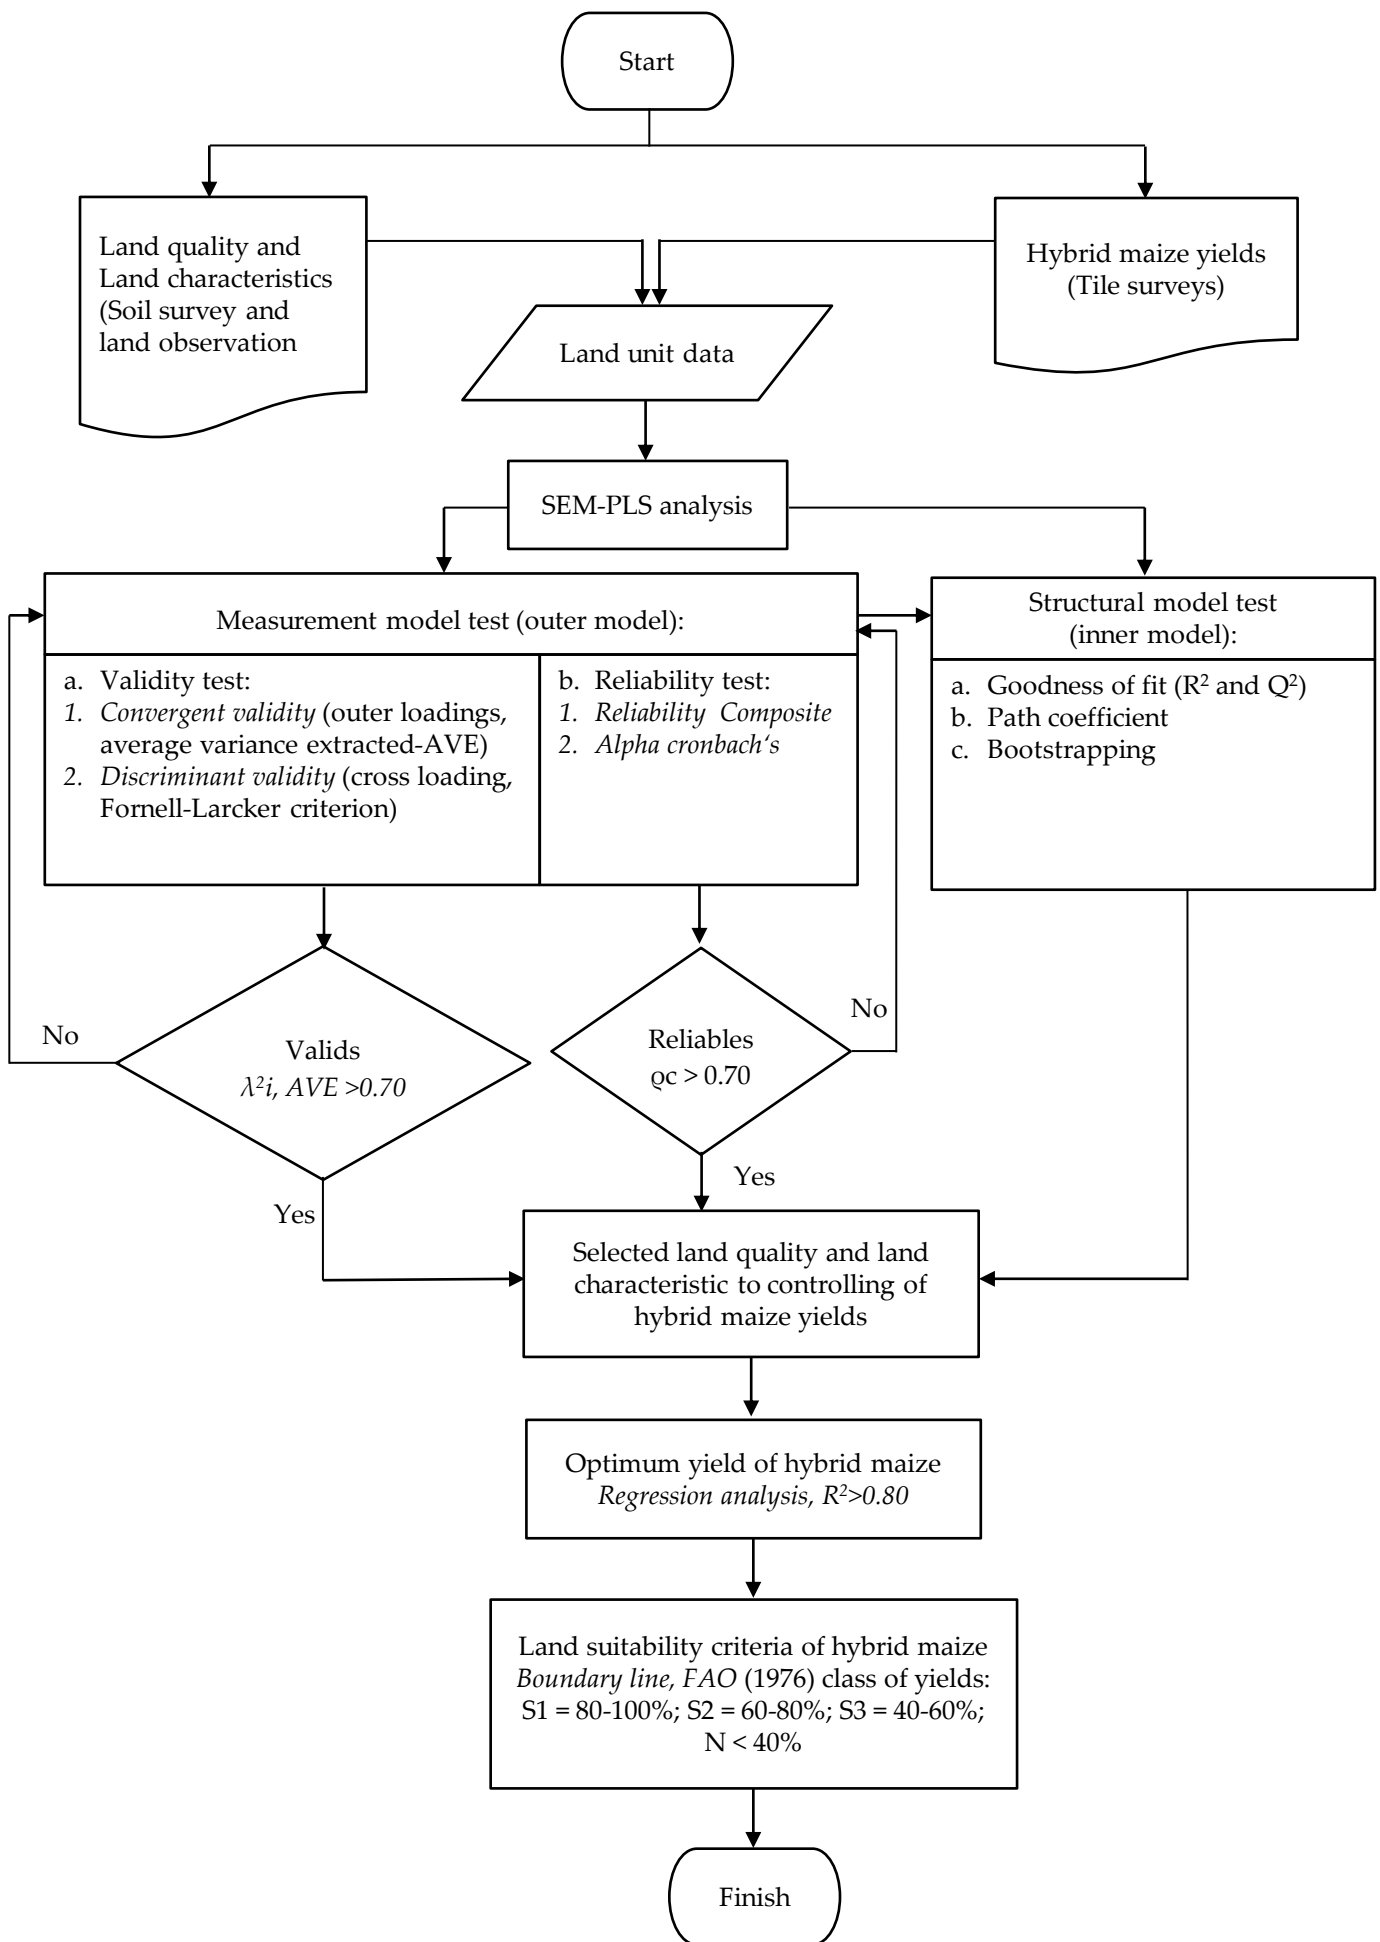 Start
Land quality and
Land characteristics
(Soil survey and
land observation
Hybrid maize yields
(Tile surveys)
Land unit data
SEM-PLS analysis
Measurement model test (outer model):
a. Validity test:
1. Convergent validity (outer loadings,
average variance extracted-AVE)
2. Discriminant validity (cross loading,
Fornell-Larcker criterion)
b. Reliability test:
1. Reliability Composite
2. Alpha cronbach‘s
Structural model test
(inner model):
a. Goodness of fit (R² and Q²)
b. Path coefficient
c. Bootstrapping
No
Valids
λ²i, AVE >0.70
Yes
No
Reliables
ρc > 0.70
Yes
Selected land quality and land
characteristic to controlling of
hybrid maize yields
Optimum yield of hybrid maize
Regression analysis, R²>0.80
Land suitability criteria of hybrid maize
Boundary line, FAO (1976) class of yields:
S1 = 80-100%; S2 = 60-80%; S3 = 40-60%;
N < 40%
Finish